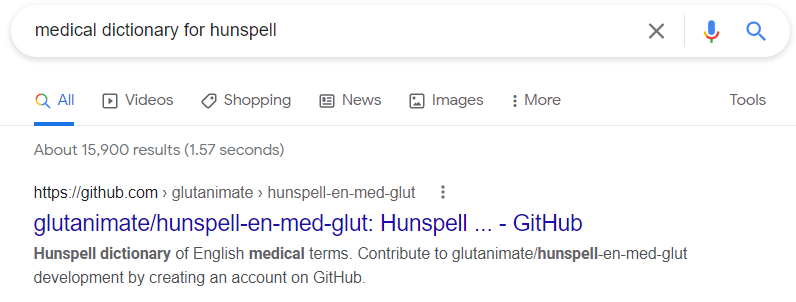 medical dictionary for hunspell
All Videos Shopping News Images More Tools
About 15,900 results (1.57 seconds)
https://github.com › glutanimate › hunspell-en-med-glut
glutanimate/hunspell-en-med-glut: Hunspell ... - GitHub
Hunspell dictionary of English medical terms. Contribute to glutanimate/hunspell-en-med-glut
development by creating an account on GitHub.